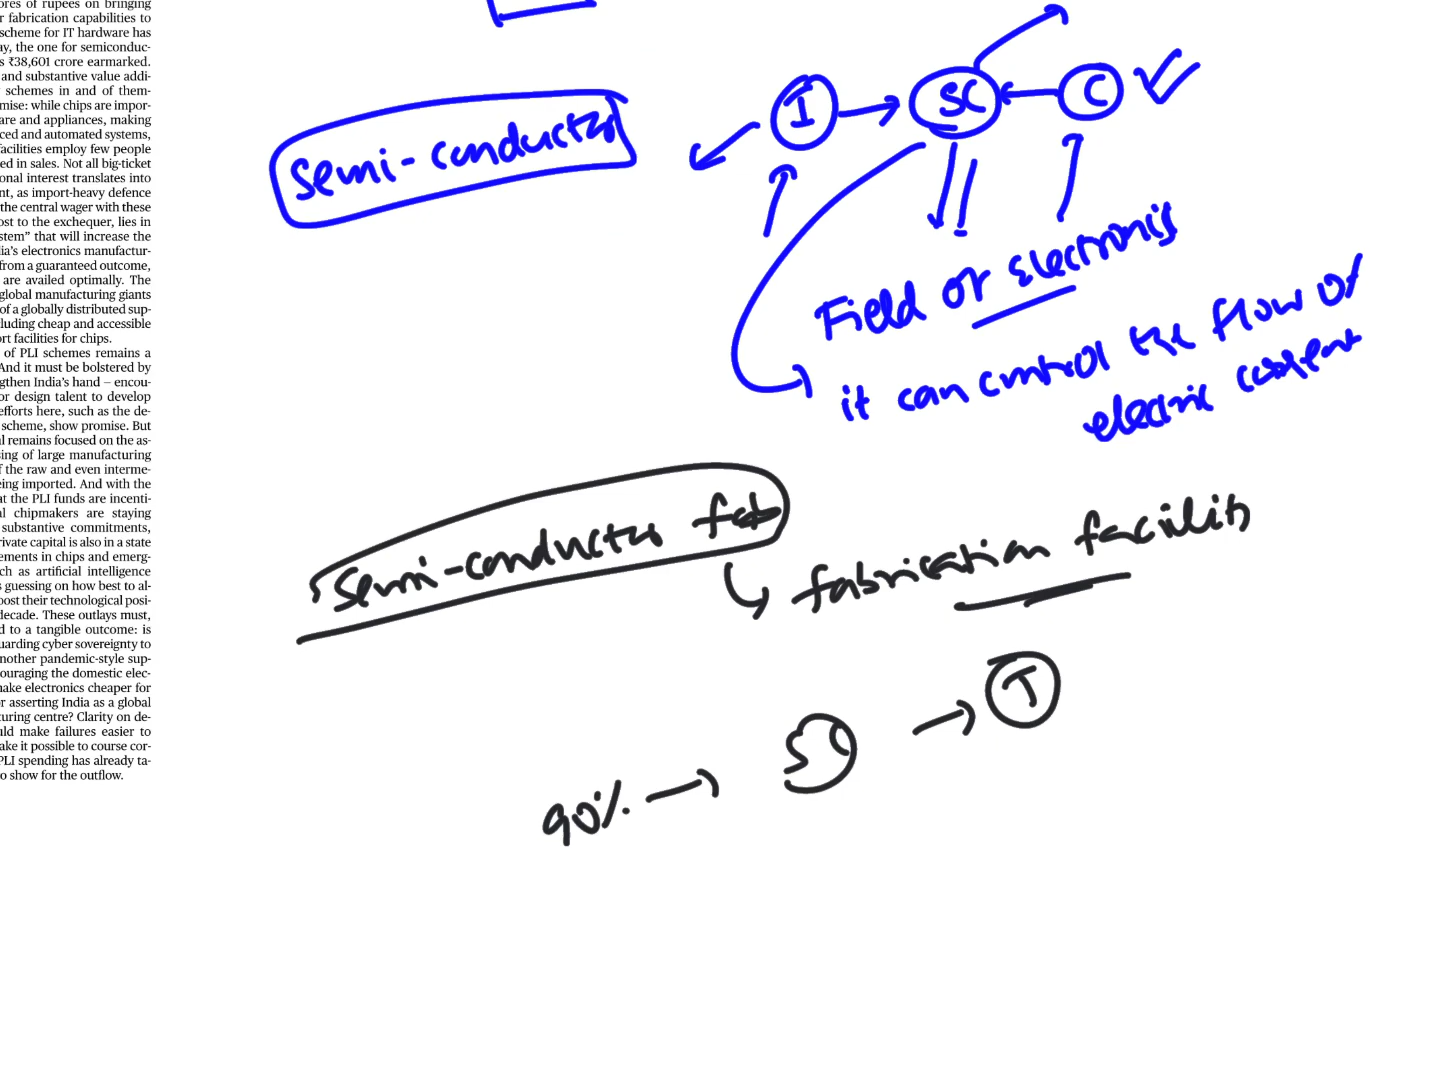 ores of rupees on bringing
r fabrication capabilities to
scheme for IT hardware has
ay, the one for semiconduc-
s ₹38,601 crore earmarked.
and substantive value addi-
schemes in and of them-
mise: while chips are impor-
are and appliances, making
ced and automated systems,
facilities employ few people
ed in sales. Not all big-ticket
onal interest translates into
nt, as import-heavy defence
the central wager with these
ost to the exchequer, lies in
stem” that will increase the
lia’s electronics manufactur-
from a guaranteed outcome,
are availed optimally. The
global manufacturing giants
of a globally distributed sup-
luding cheap and accessible
rt facilities for chips.
of PLI schemes remains a
And it must be bolstered by
gthen India’s hand — encou-
or design talent to develop
efforts here, such as the de-
scheme, show promise. But
l remains focused on the as-
sing of large manufacturing
f the raw and even interme-
eing imported. And with the
at the PLI funds are incenti-
l chipmakers are staying
substantive commitments,
rivate capital is also in a state
ements in chips and emerg-
ch as artificial intelligence
s guessing on how best to al-
oost their technological posi-
decade. These outlays must,
d to a tangible outcome: is
uarding cyber sovereignty to
nother pandemic-style sup-
ouraging the domestic elec-
nake electronics cheaper for
r asserting India as a global
turing centre? Clarity on de-
uld make failures easier to
ake it possible to course cor-
PLI spending has already ta-
o show for the outflow.
I SC C
Semi-conductor
Field of Electronics
it can control the flow of
electric current
Semi-conductor fab
fabrication facility
T
90%